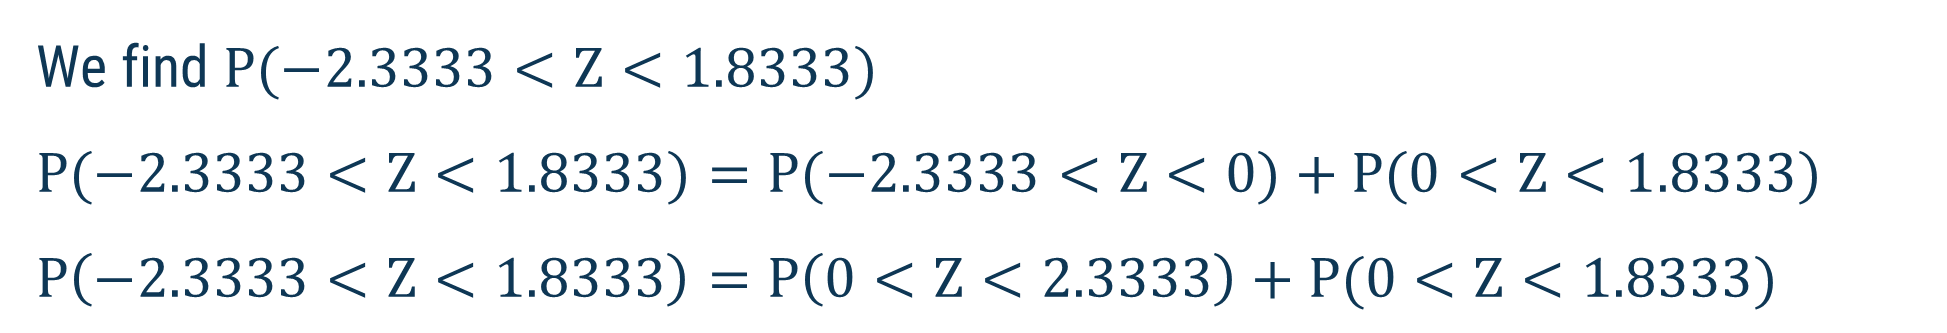 We find P(−2.3333 < Z < 1.8333)
P(−2.3333 < Z < 1.8333) = P(−2.3333 < Z < 0) + P(0 < Z < 1.8333)
P(−2.3333 < Z < 1.8333) = P(0 < Z < 2.3333) + P(0 < Z < 1.8333)